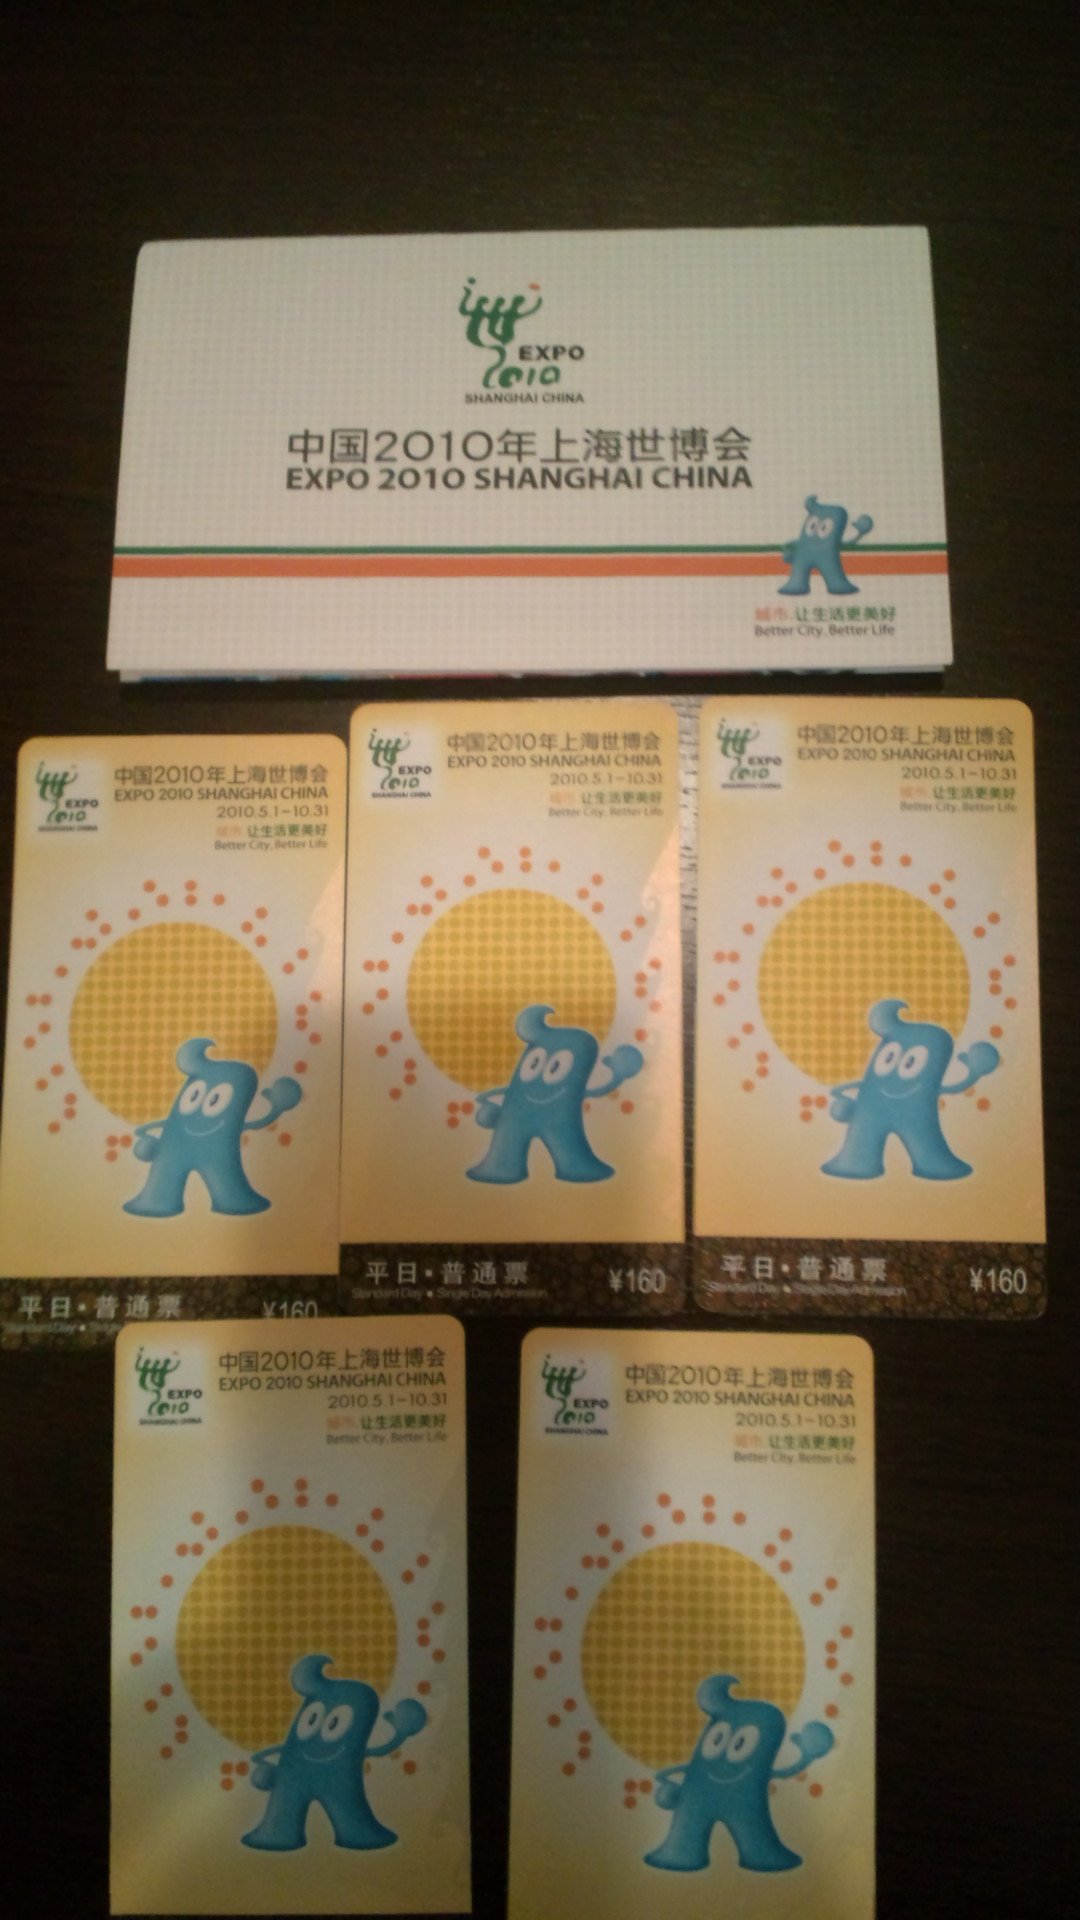 EXPO
2010
SHANGHAI CHINA
中国2010年上海世博会
EXPO 2010 SHANGHAI CHINA
城市,让生活更美好
Better City, Better Life
EXPO
2010
SHANGHAI CHINA
中国2010年上海世博会
EXPO 2010 SHANGHAI CHINA
2010.5.1-10.31
城市,让生活更美好
Better City, Better Life
平日·普通票
¥160
Standard Day
EXPO
2010
SHANGHAI CHINA
中国2010年上海世博会
EXPO 2010 SHANGHAI CHINA
2010.5.1-10.31
城市,让生活更美好
Better City, Better Life
平日·普通票
¥160
Standard Day ● Single Day Admission
EXPO
2010
SHANGHAI CHINA
中国2010年上海世博会
EXPO 2010 SHANGHAI CHINA
2010.5.1-10.31
城市,让生活更美好
Better City, Better Life
平日·普通票
¥160
Standard Day ● Single Day Admission
EXPO
2010
SHANGHAI CHINA
中国2010年上海世博会
EXPO 2010 SHANGHAI CHINA
2010.5.1-10.31
城市,让生活更美好
Better City, Better Life
EXPO
2010
SHANGHAI CHINA
中国2010年上海世博会
EXPO 2010 SHANGHAI CHINA
2010.5.1-10.31
城市,让生活更美好
Better City, Better Life